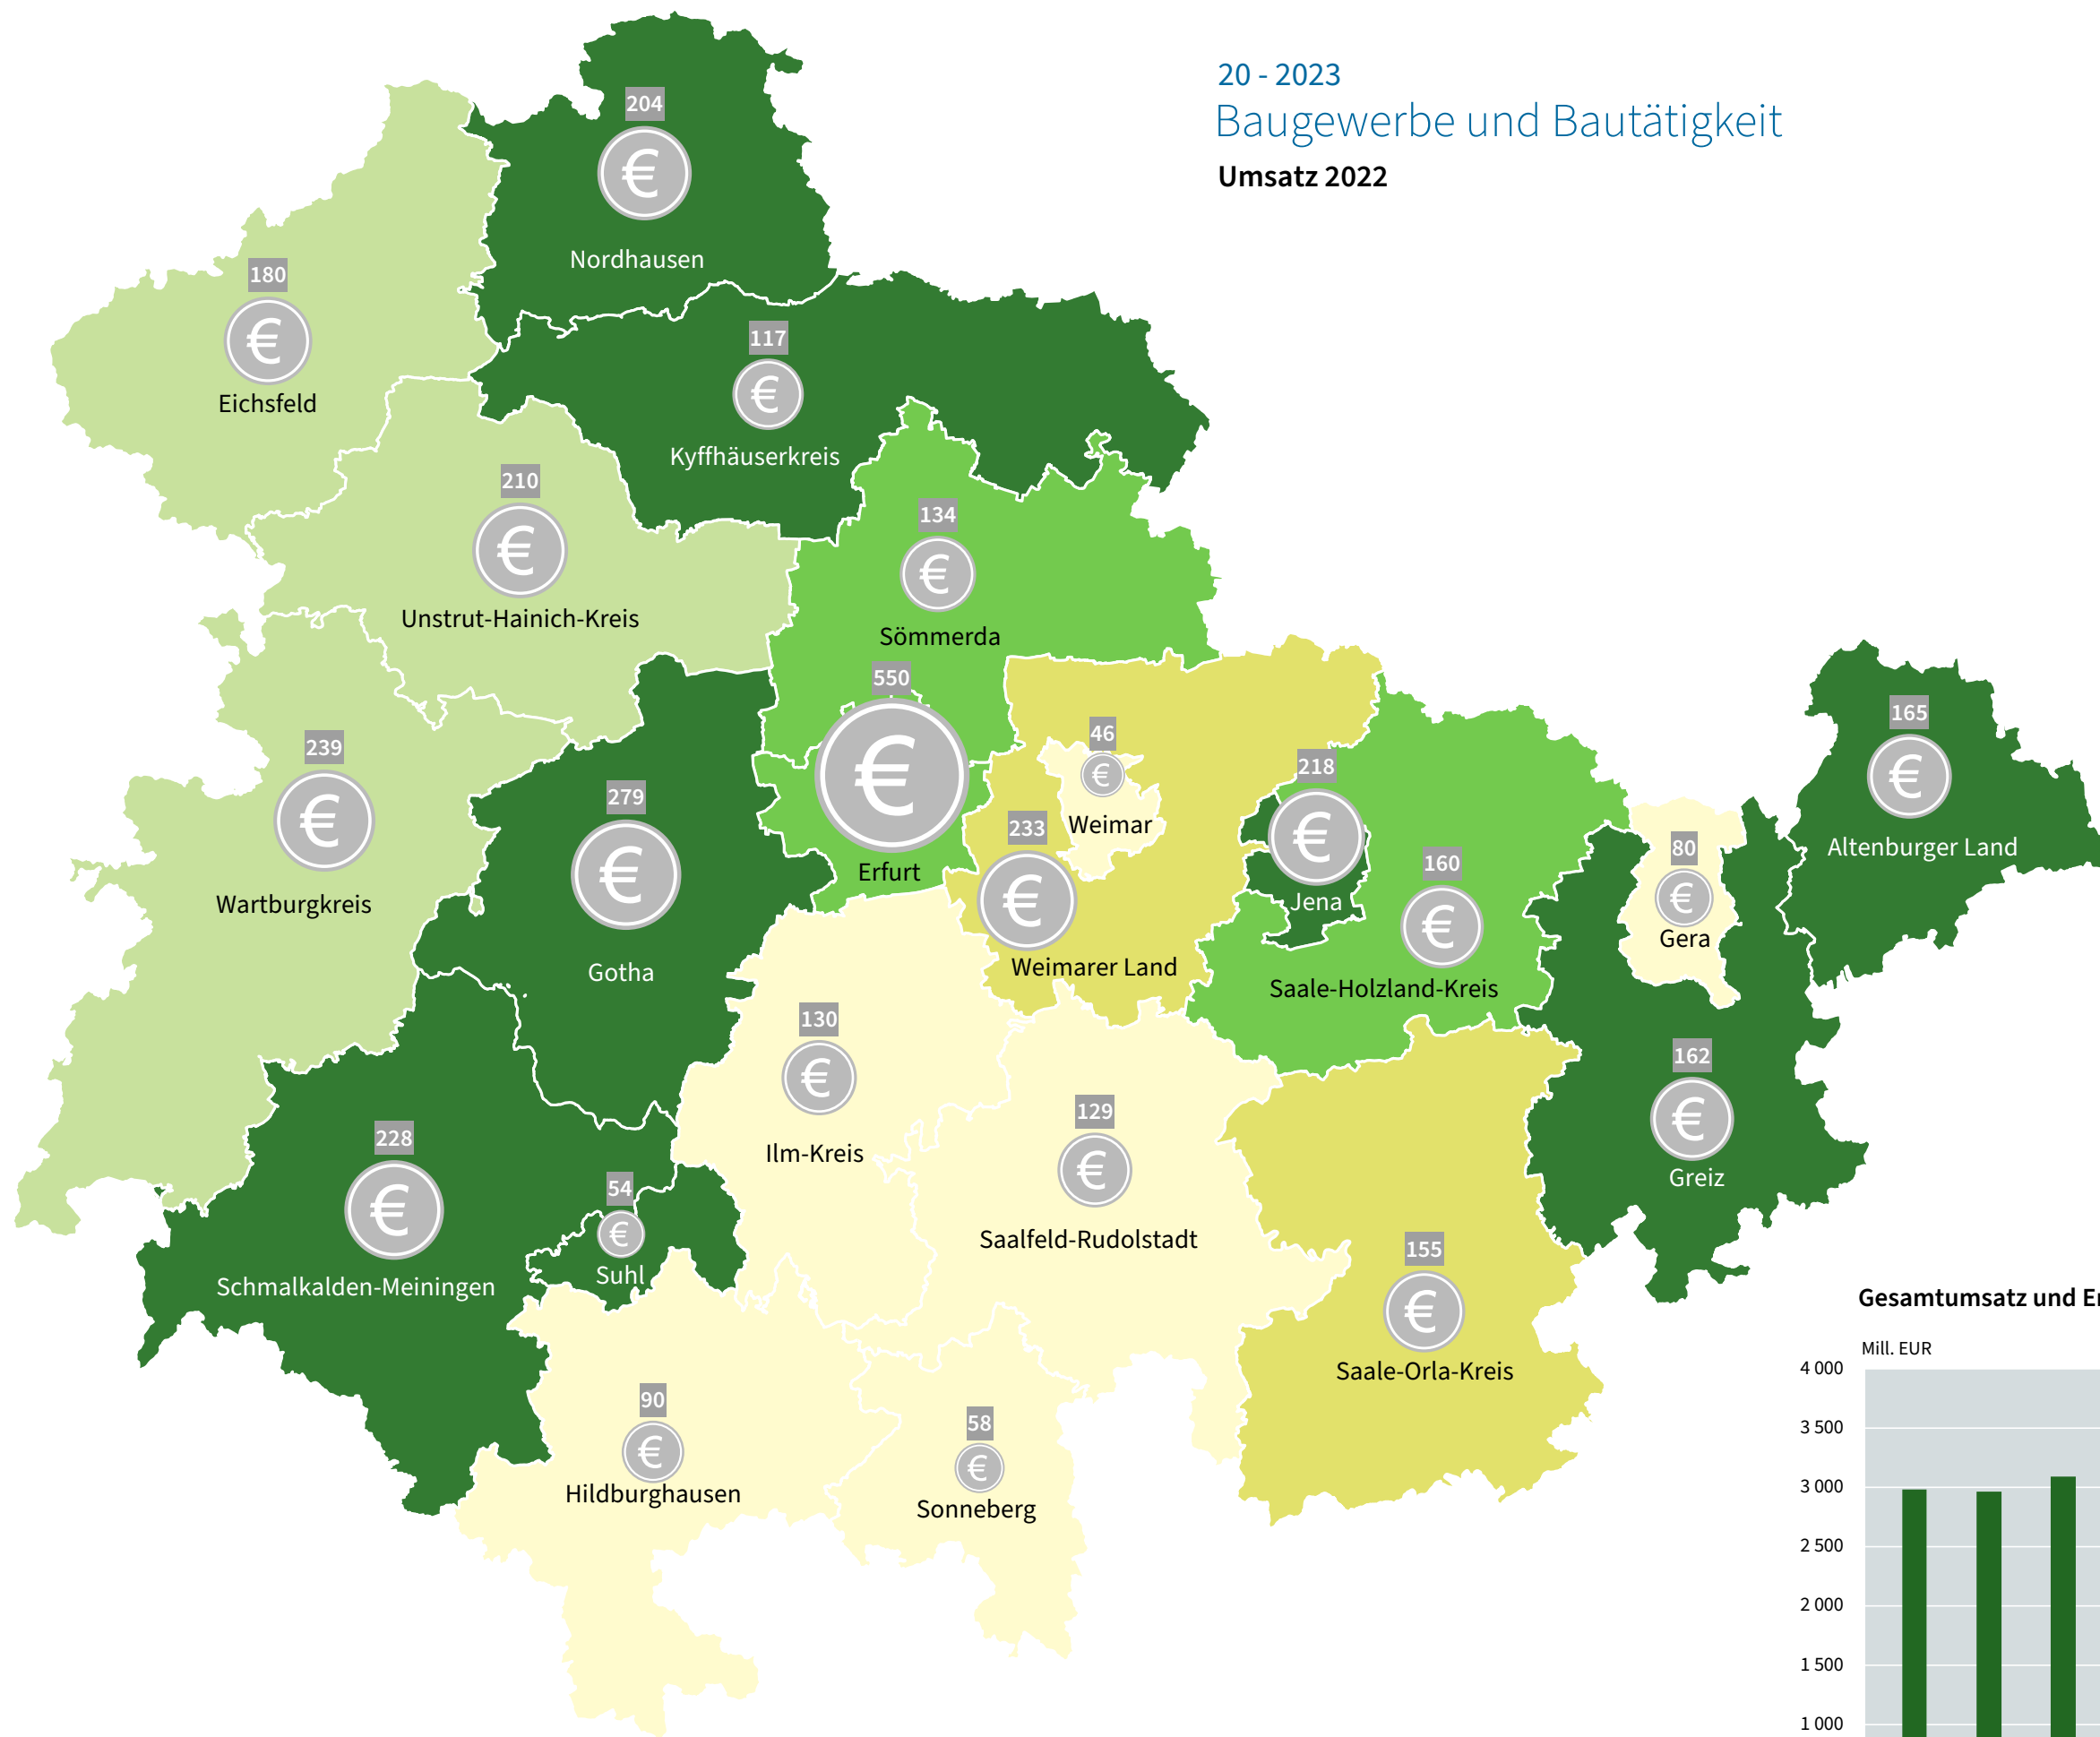 20 - 2023
Baugewerbe und Bautätigkeit
Umsatz 2022
204
€
Nordhausen
180
€
Eichsfeld
117
€
Kyffhäuserkreis
210
€
Unstrut-Hainich-Kreis
134
€
Sömmerda
550
€
Erfurt
46
€
Weimar
239
€
Wartburgkreis
279
€
Gotha
233
€
Weimarer Land
218
€
Jena
160
€
Saale-Holzland-Kreis
80
€
Gera
165
€
Altenburger Land
130
€
Ilm-Kreis
129
€
Saalfeld-Rudolstadt
162
€
Greiz
228
€
Schmalkalden-Meiningen
54
€
Suhl
155
€
Saale-Orla-Kreis
90
€
Hildburghausen
58
€
Sonneberg
Gesamtumsatz und
Mill. EUR
4 000
3 500
3 000
2 500
2 000
1 500
1 000